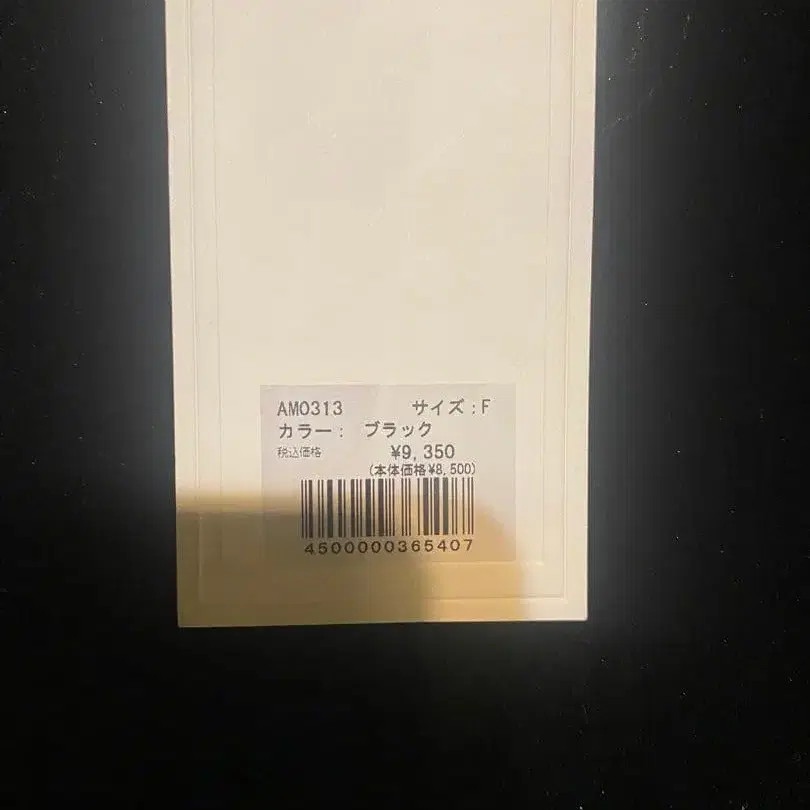 AM0313 サイズ:F
カラー: ブラック
税込価格 ¥9,350
(本体価格¥8,500)
4500000365407